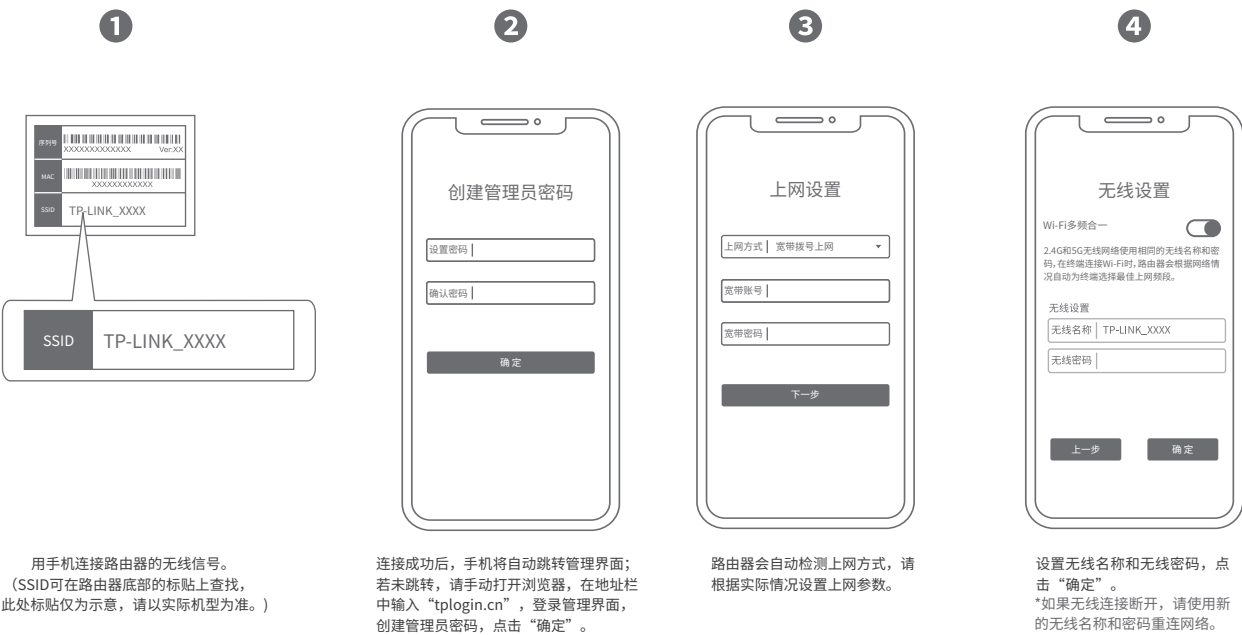 1
2
3
4
序列号
XXXXXXXXXXXXX Ver:XX
MAC
XXXXXXXXXXXX
SSID TP-LINK_XXXX
SSID TP-LINK_XXXX
用手机连接路由器的无线信号。
（SSID可在路由器底部的标贴上查找，
此处标贴仅为示意，请以实际机型为准。)
创建管理员密码
设置密码
确认密码
确 定
连接成功后，手机将自动跳转管理界面；
若未跳转，请手动打开浏览器，在地址栏
中输入“tplogin.cn”，登录管理界面，
创建管理员密码，点击“确定”。
上网设置
上网方式 宽带拨号上网
宽带账号
宽带密码
下一步
路由器会自动检测上网方式，请
根据实际情况设置上网参数。
无线设置
Wi-Fi多频合一
2.4G和5G无线网络使用相同的无线名称和密
码，在终端连接Wi-Fi时，路由器会根据网络情
况自动为终端选择最佳上网频段。
无线设置
无线名称 TP-LINK_XXXX
无线密码
上一步 确 定
设置无线名称和无线密码，点
击“确定”。
*如果无线连接断开，请使用新
的无线名称和密码重连网络。